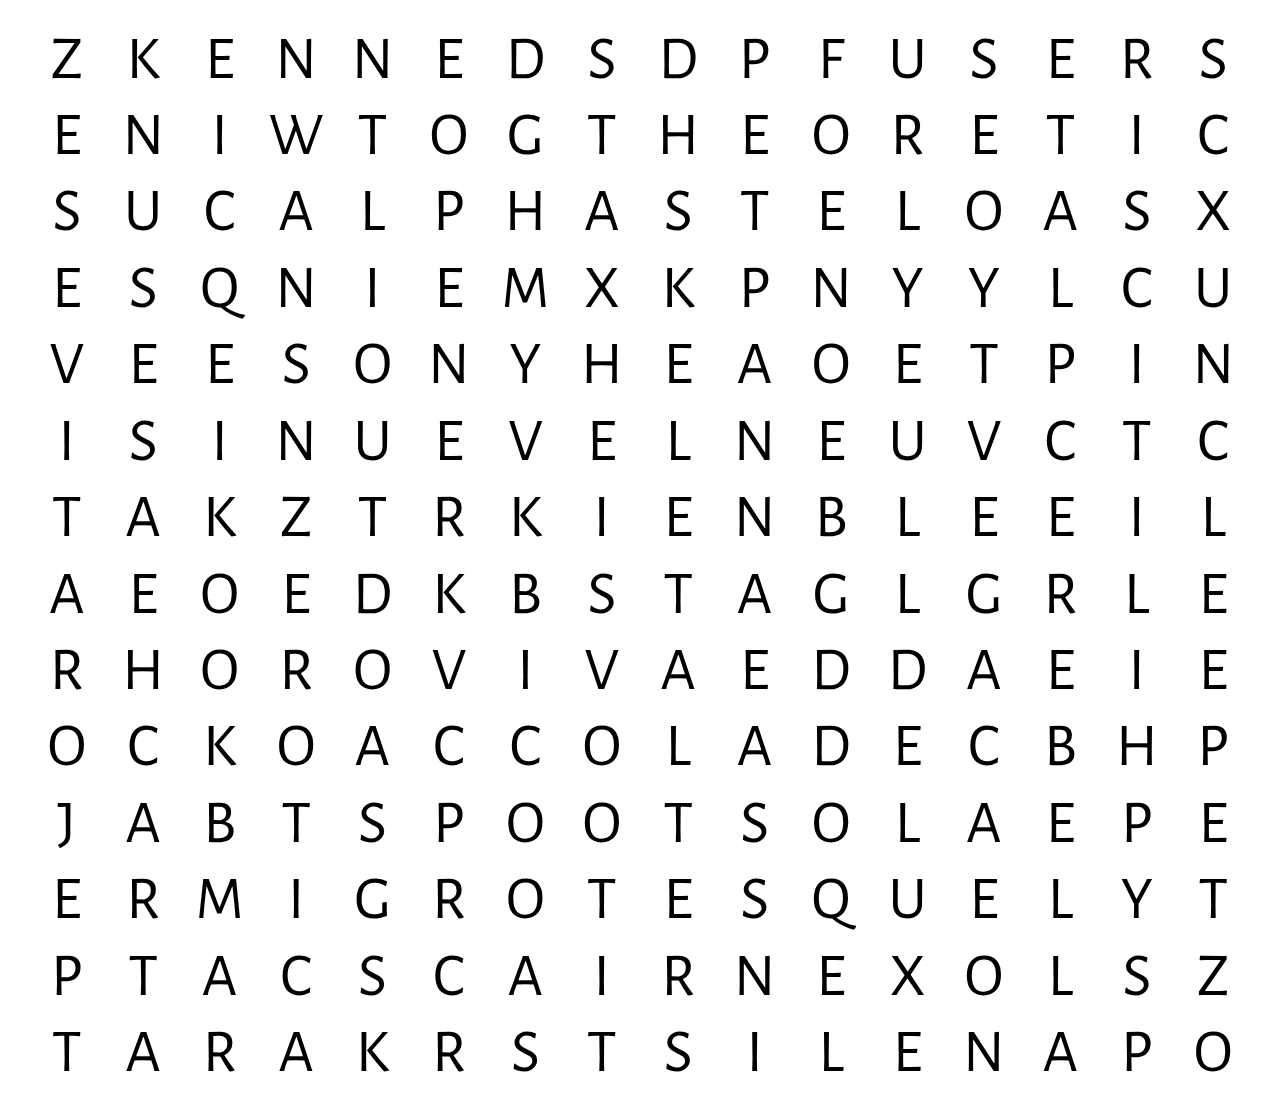 Z K E N N E D S D P F U S E R S
E N I W T O G T H E O R E T I C
S U C A L P H A S T E L O A S X
E S Q N I E M X K P N Y Y L C U
V E E S O N Y H E A O E T P I N
I S I N U E V E L N E U V C T C
T A K Z T R K I E N B L E E I L
A E O E D K B S T A G L G R L E
R H O R O V I V A E D D A E I E
O C K O A C C O L A D E C B H P
J A B T S P O O T S O L A E P E
E R M I G R O T E S Q U E L Y T
P T A C S C A I R N E X O L S Z
T A R A K R S T S I L E N A P O